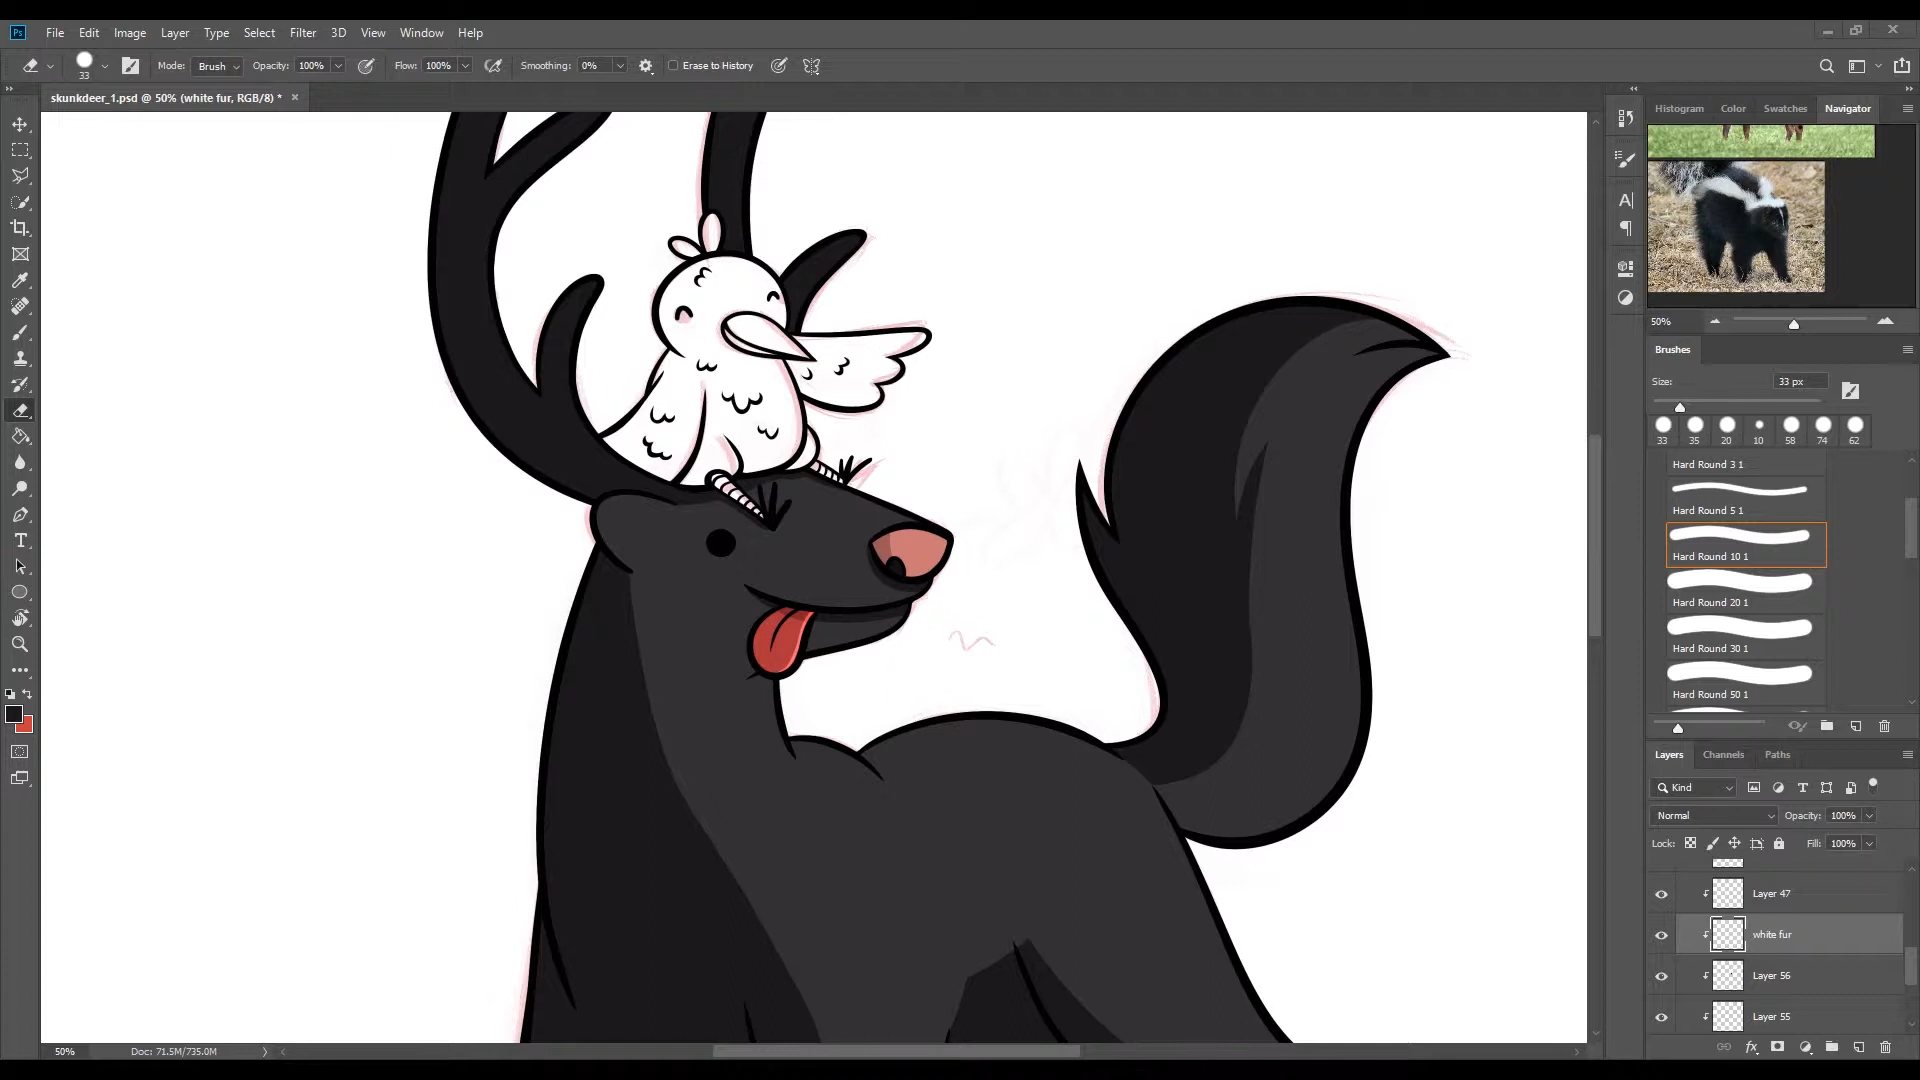 Ps File Edit Image Layer Type Select Filter 3D View Window Help
33 Mode: Brush Opacity: 100% Flow: 100% Smoothing: 0% Erase to History
skunkdeer_1.psd @ 50% (white fur, RGB/8) *
Histogram Color Swatches Navigator
50%
Brushes
Size: 33 px
33 35 20 10 58 74 62
Hard Round 3 1
Hard Round 5 1
Hard Round 10 1
Hard Round 20 1
Hard Round 30 1
Hard Round 50 1
Layers Channels Paths
Kind
Normal Opacity: 100%
Lock: Fill: 100%
Layer 47
white fur
Layer 56
Layer 55
50% Doc: 71.5M/735.0M